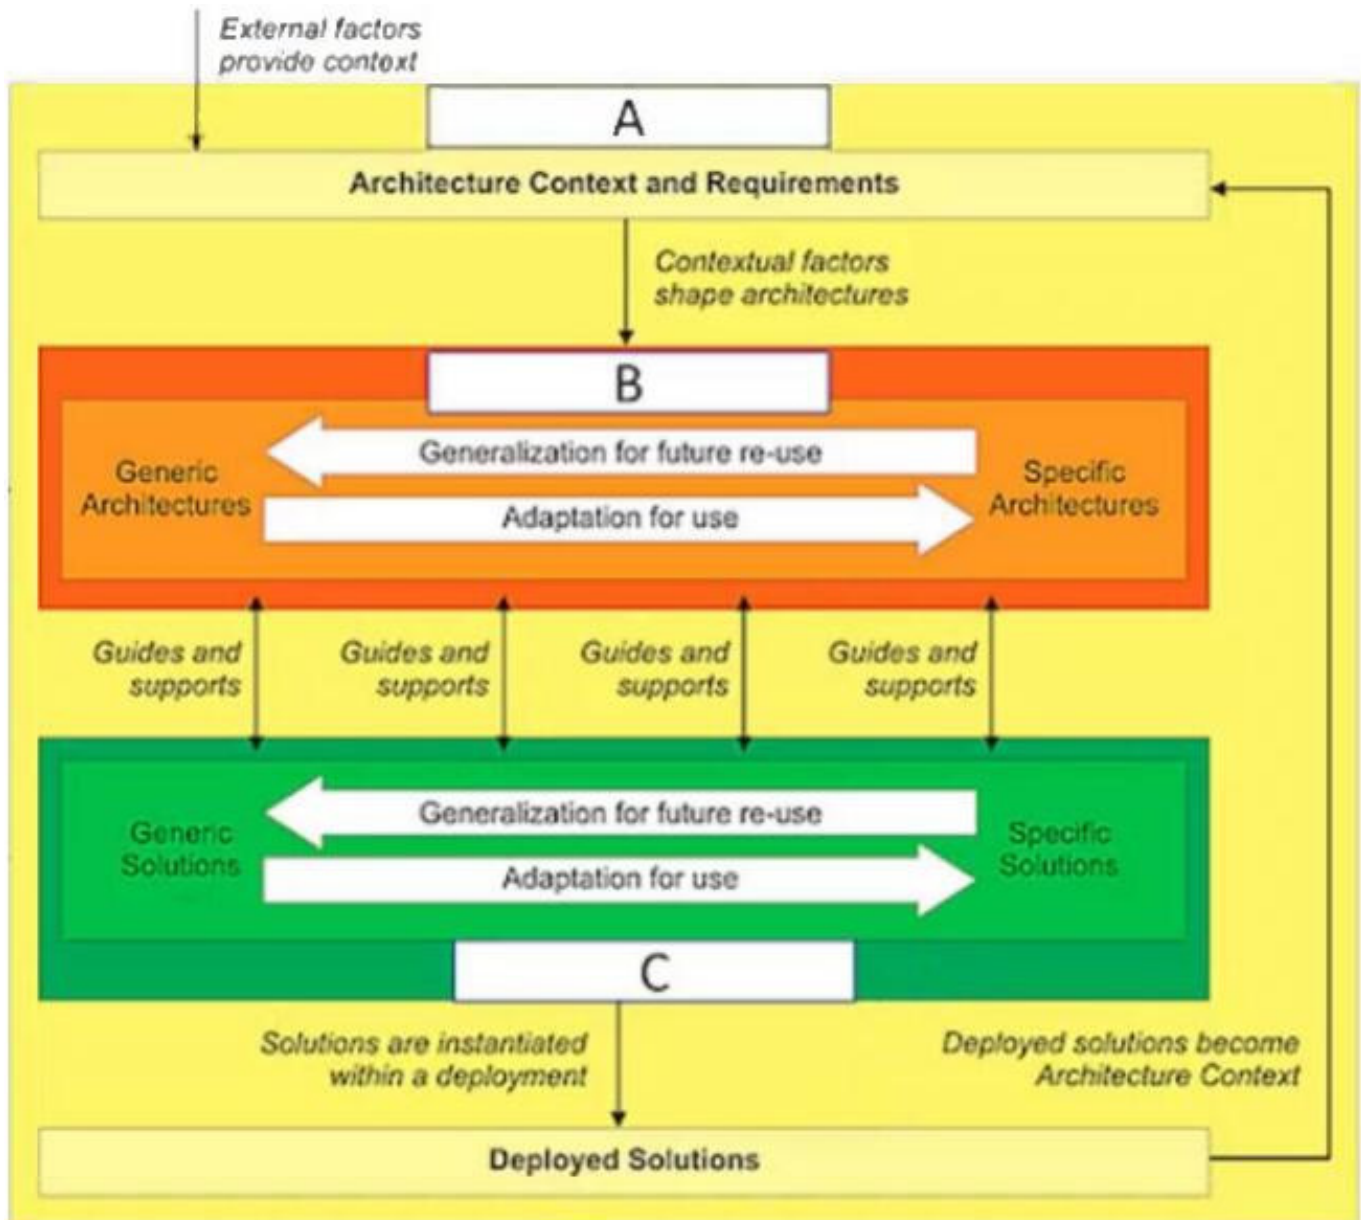 External factors
provide context
A
Architecture Context and Requirements
Contextual factors
shape architectures
B
Generalization for future re-use
Generic
Architectures
Specific
Architectures
Adaptation for use
Guides and
supports
Guides and
supports
Guides and
supports
Guides and
supports
Generalization for future re-use
Generic
Solutions
Specific
Solutions
Adaptation for use
C
Solutions are instantiated
within a deployment
Deployed solutions become
Architecture Context
Deployed Solutions